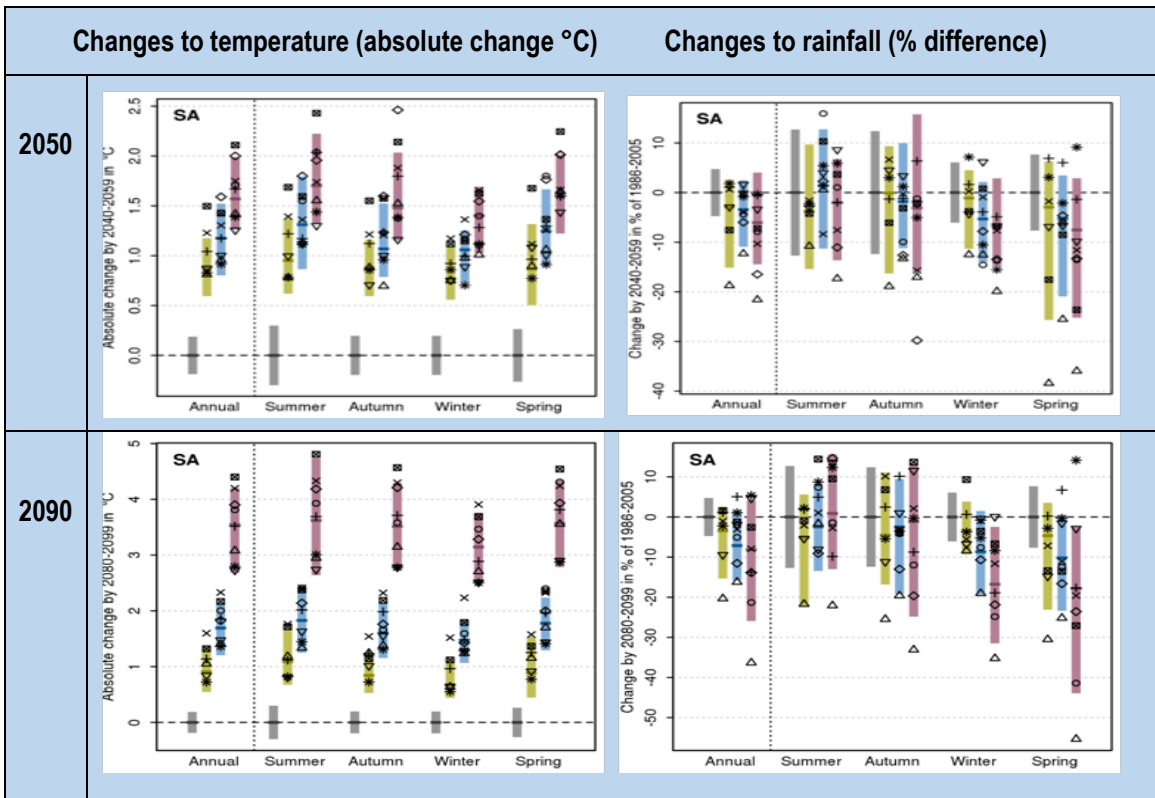 Changes to temperature (absolute change °C) Changes to rainfall (% difference)
2050
Absolute change by 2040-2059 in °C
2.5
2.0
1.5
1.0
0.5
0.0
SA
Annual Summer Autumn Winter Spring
Change by 2040-2059 in % of 1986-2005
10
0
-10
-20
-30
-40
SA
Annual Summer Autumn Winter Spring
2090
Absolute change by 2080-2099 in °C
5
4
3
2
1
0
SA
Annual Summer Autumn Winter Spring
Change by 2080-2099 in % of 1986-2005
10
0
-10
-20
-30
-40
-50
SA
Annual Summer Autumn Winter Spring